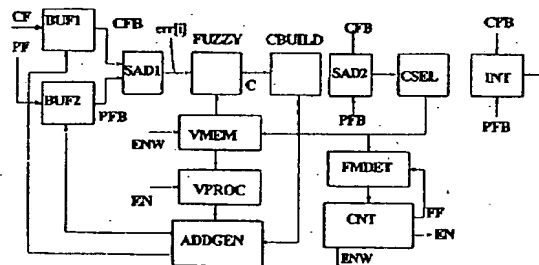 CF
BUF1
CFB
PF
BUF2
PFB
SAD1
err[i]
FUZZY
C
CBUILD
CFB
SAD2
PFB
CSEL
CFB
INT
PFB
ENW
VMEM
EN
VPROC
ADDGEN
FMDET
CNT
FF
EN
ENW